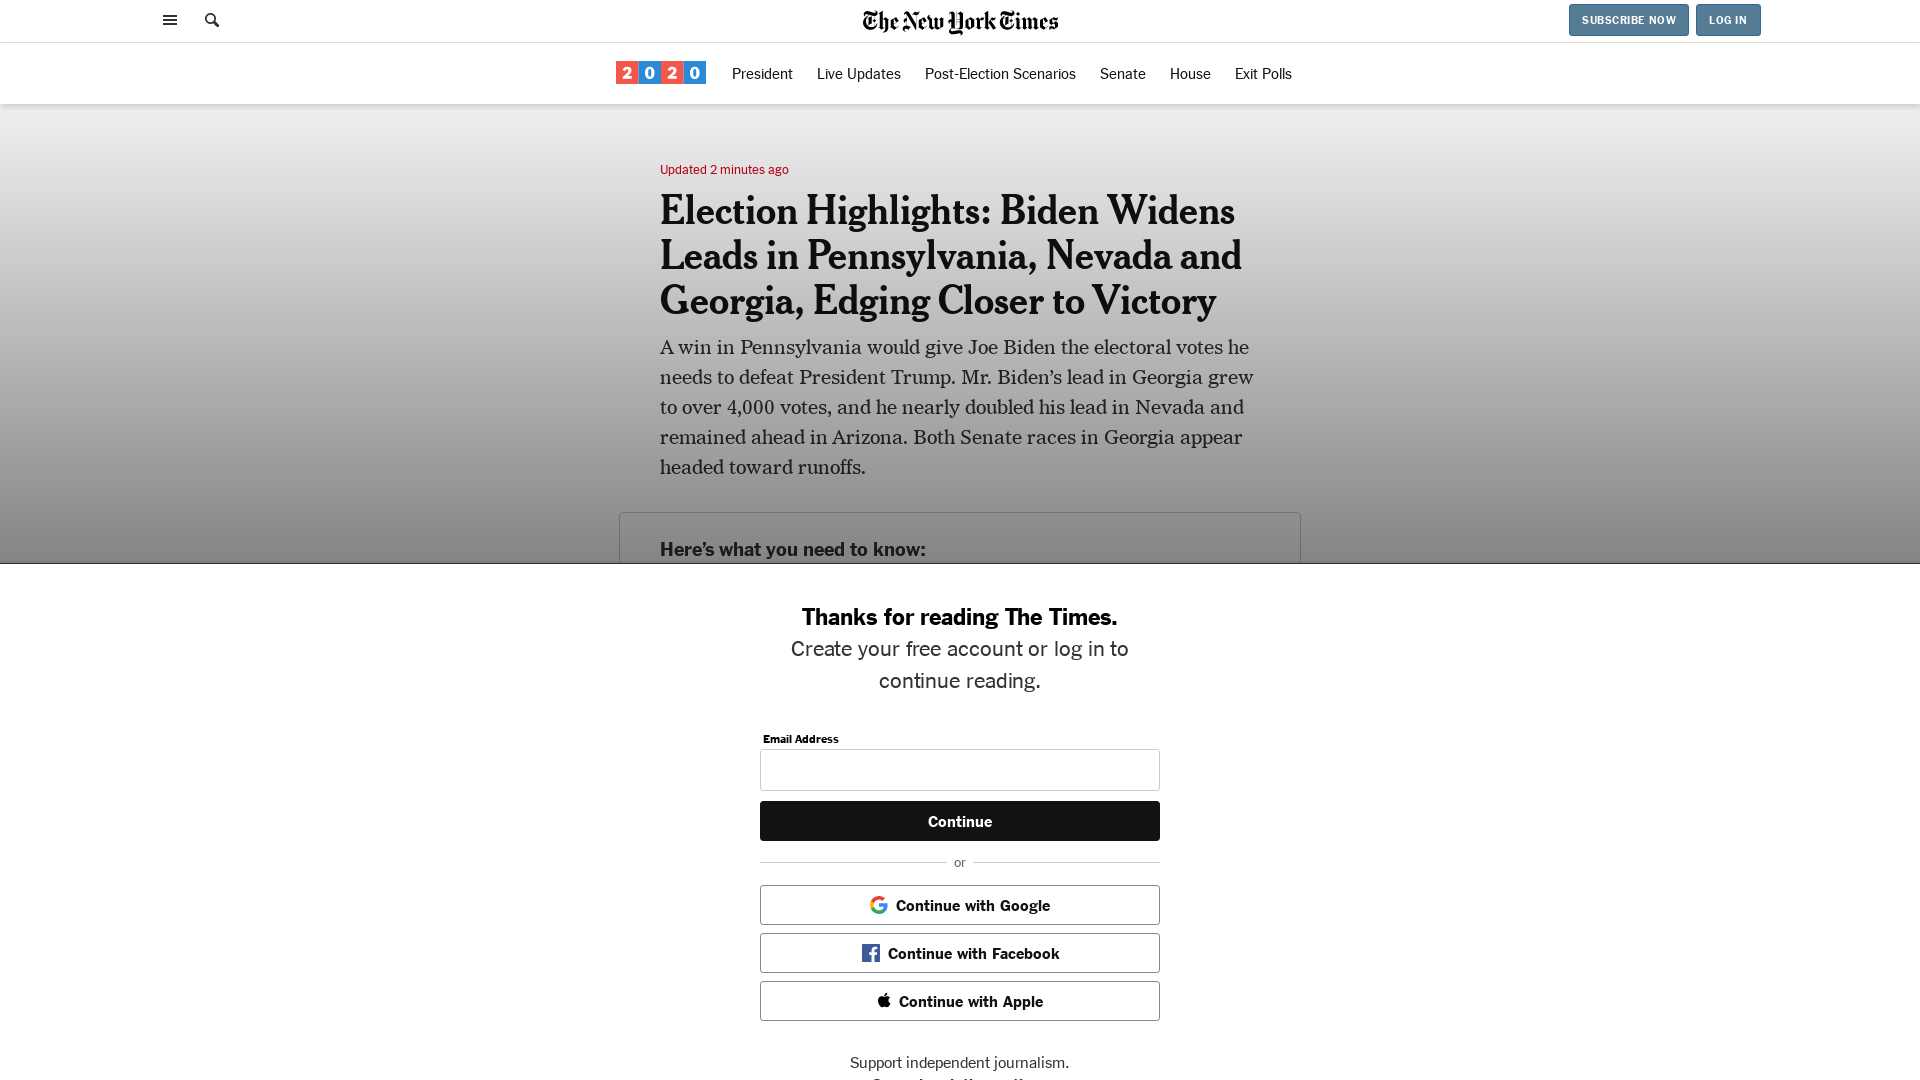 The New York Times
SUBSCRIBE NOW
LOG IN
2020
President
Live Updates
Post-Election Scenarios
Senate
House
Exit Polls
Updated 2 minutes ago
Election Highlights: Biden Widens
Leads in Pennsylvania, Nevada and
Georgia, Edging Closer to Victory
A win in Pennsylvania would give Joe Biden the electoral votes he
needs to defeat President Trump. Mr. Biden’s lead in Georgia grew
to over 4,000 votes, and he nearly doubled his lead in Nevada and
remained ahead in Arizona. Both Senate races in Georgia appear
headed toward runoffs.
Here’s what you need to know:
Thanks for reading The Times.
Create your free account or log in to
continue reading.
Email Address
Continue
or
Continue with Google
Continue with Facebook
Continue with Apple
Support independent journalism.